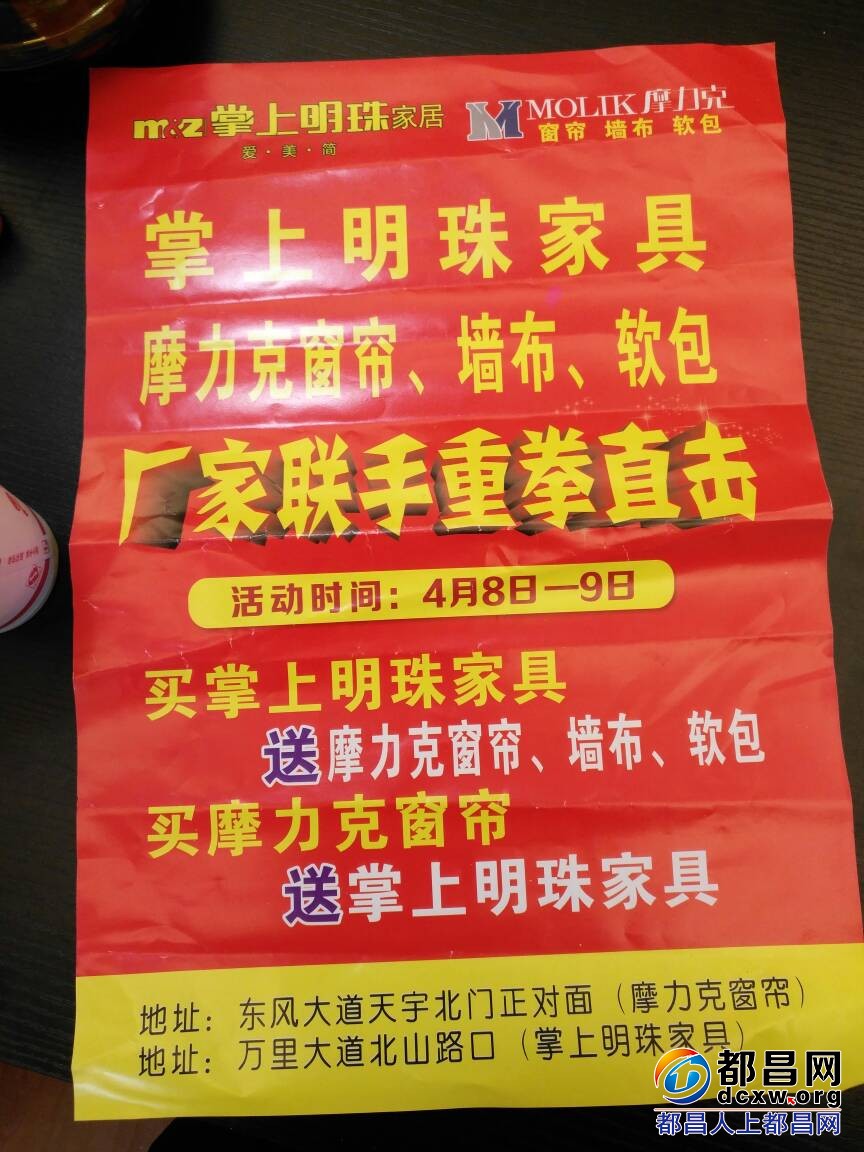 m&z 掌上明珠家居
爱·美·简
M MOLIK 摩力克
窗帘 墙布 软包
掌上明珠家具
摩力克窗帘、墙布、软包
厂家联手重拳直击
活动时间：4月8日—9日
买掌上明珠家具
送摩力克窗帘、墙布、软包
买摩力克窗帘
送掌上明珠家具
地址：东风大道天宇北门正对面（摩力克窗帘）
地址：万里大道北山路口（掌上明珠家具）
都昌网
dcxw.org
都昌人上都昌网